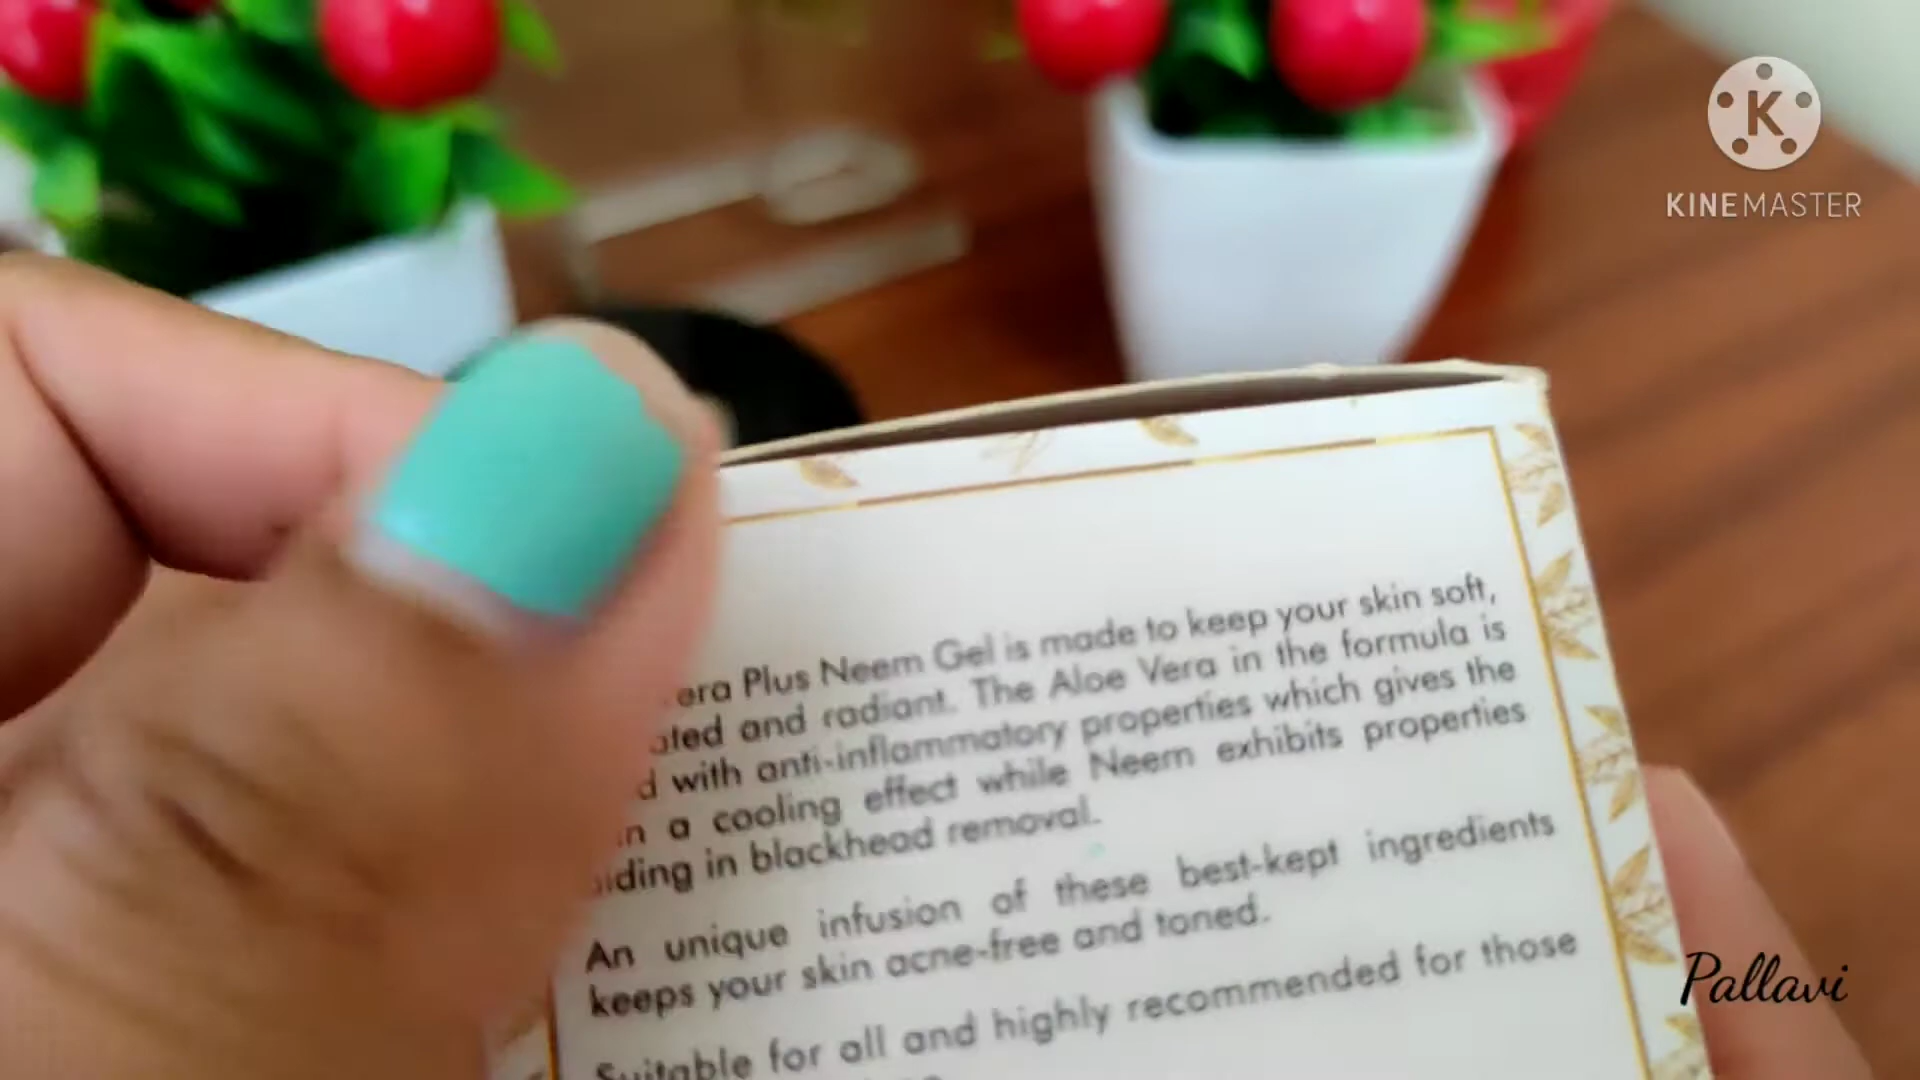 KINEMASTER
era Plus Neem Gel is made to keep your skin soft,
ated and radiant. The Aloe Vera in the formula is
d with anti-inflammatory properties which gives the
n a cooling effect while Neem exhibits properties
iding in blackhead removal.
An unique infusion of these best-kept ingredients
keeps your skin acne-free and toned.
Suitable for all and highly recommended for those
Pallavi